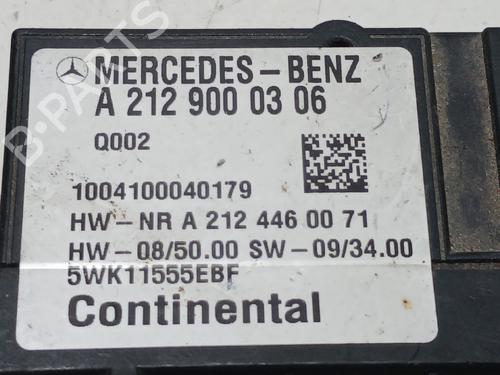 MERCEDES-BENZ
A 212 900 03 06
Q002
1004100040179
HW-NR A 212 446 00 71
HW-08/50.00 SW-09/34.00
5WK11555EBF
Continental
B-PARTS